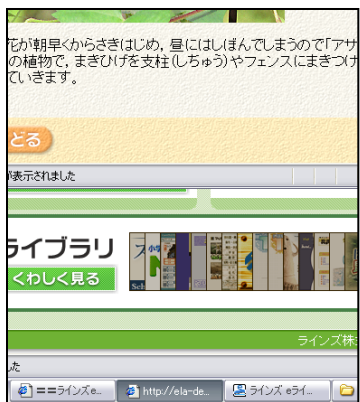 花が朝早くからさきはじめ，昼にはしぼんでしまうので「アサ
の植物で，まきひげを支柱(しちゅう)やフェンスにまきつけ
ていきます。
どる
が表示されました
ライブラリ
くわしく見る
ラインズ株
した
==ラインズe...
http://ela-de...
ラインズ eライ...